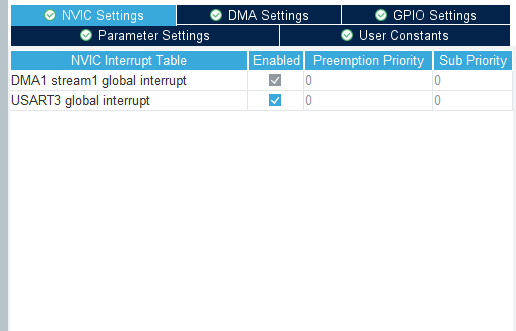 NVIC Settings DMA Settings GPIO Settings
Parameter Settings User Constants
NVIC Interrupt Table Enabled Preemption Priority Sub Priority
DMA1 stream1 global interrupt 0 0
USART3 global interrupt 0 0